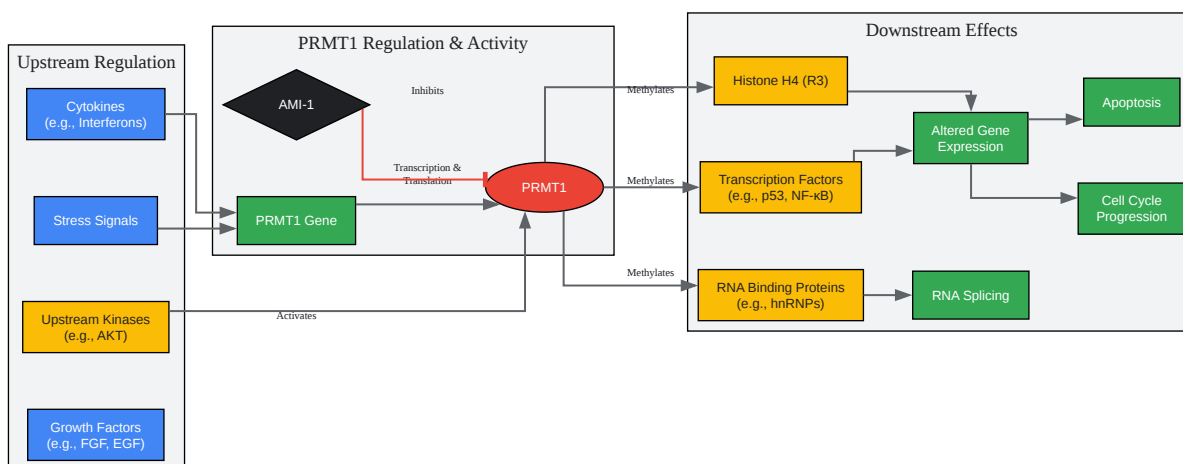 Upstream Regulation
Cytokines
(e.g., Interferons)
Stress Signals
Upstream Kinases
(e.g., AKT)
Growth Factors
(e.g., FGF, EGF)
PRMT1 Regulation & Activity
AMI-1
Inhibits
Transcription &
Translation
PRMT1
PRMT1 Gene
Activates
Methylates
Methylates
Methylates
Downstream Effects
Histone H4 (R3)
Altered Gene
Expression
Apoptosis
Transcription Factors
(e.g., p53, NF-κB)
Cell Cycle
Progression
RNA Binding Proteins
(e.g., hnRNPs)
RNA Splicing